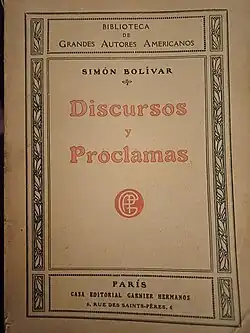 BIBLIOTECA
DE
GRANDES AUTORES AMERICANOS
SIMÓN BOLÍVAR
Discursos
y
Proclamas
PARÍS
CASA EDITORIAL GARNIER HERMANOS
6, RUE DES SAINTS-PÈRES, 6